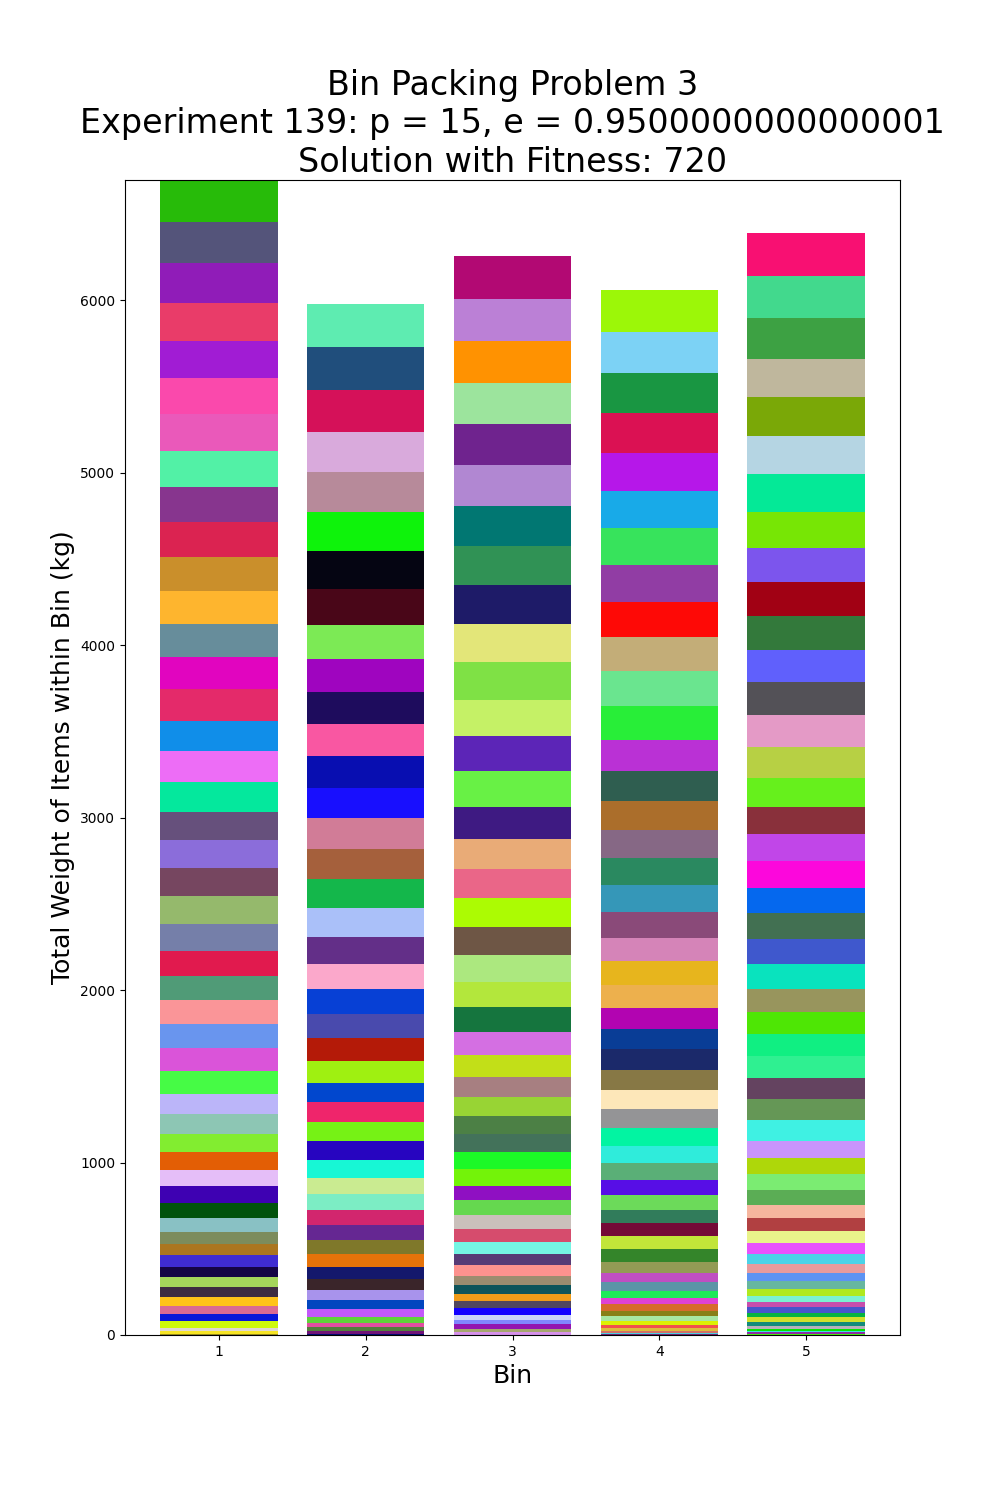 Bin Packing Problem 3
Experiment 139: p = 15, e = 0.9500000000000001
Solution with Fitness: 720
Total Weight of Items within Bin (kg)
6000
5000
4000
3000
2000
1000
0
1 2 3 4 5
Bin